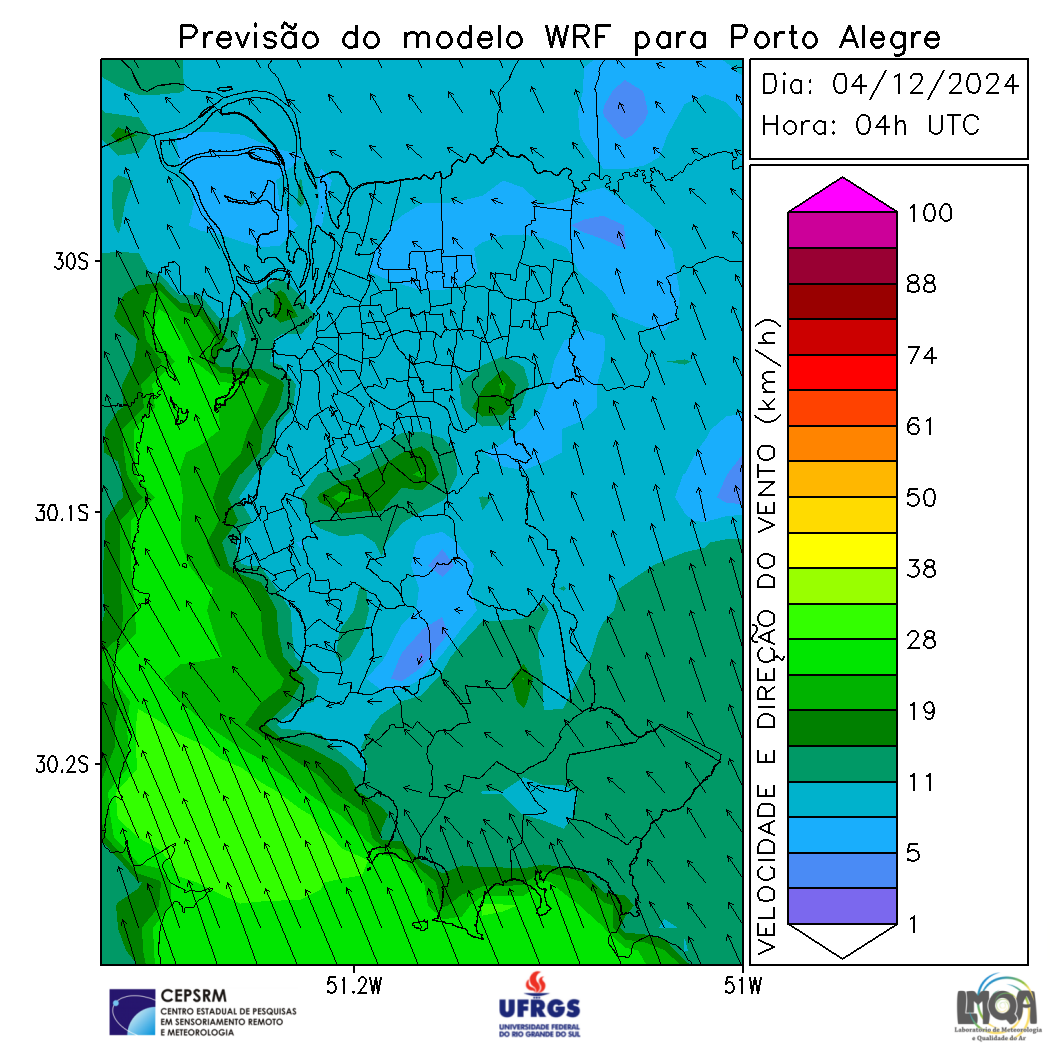 Previsão do modelo WRF para Porto Alegre
Dia: 04/12/2024
Hora: 04h UTC
30S
30.1S
30.2S
51.2W
51W
VELOCIDADE E DIREÇÃO DO VENTO (km/h)
100
88
74
61
50
38
28
19
11
5
1
CEPSRM
CENTRO ESTADUAL DE PESQUISAS
EM SENSORIAMENTO REMOTO
E METEOROLOGIA
UFRGS
UNIVERSIDADE FEDERAL
DO RIO GRANDE DO SUL
LMQA
Laboratório de Meteorologia
e Qualidade do Ar